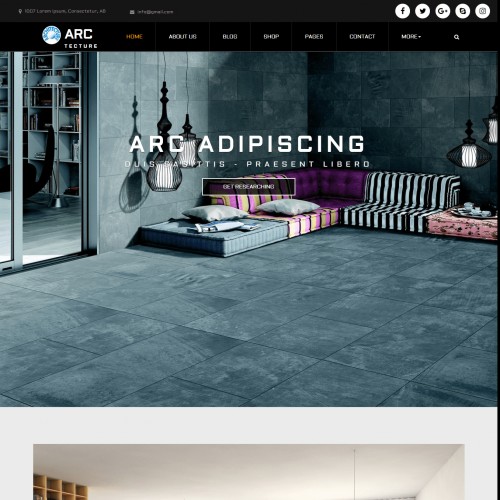 1007 Lorem ipsum, Consectetur, AB
info@gmail.com
ARC
TECTURE
HOME
ABOUT US
BLOG
SHOP
PAGES
CONTACT
MORE
ARC ADIPISCING
DUIS SAGITTIS - PRAESENT LIBERO
GET RESEARCHING